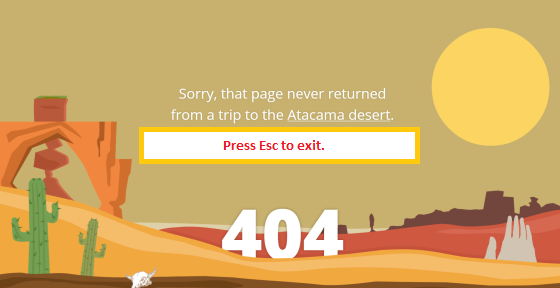 Sorry, that page never returned
from a trip to the Atacama desert.
Press Esc to exit.
404